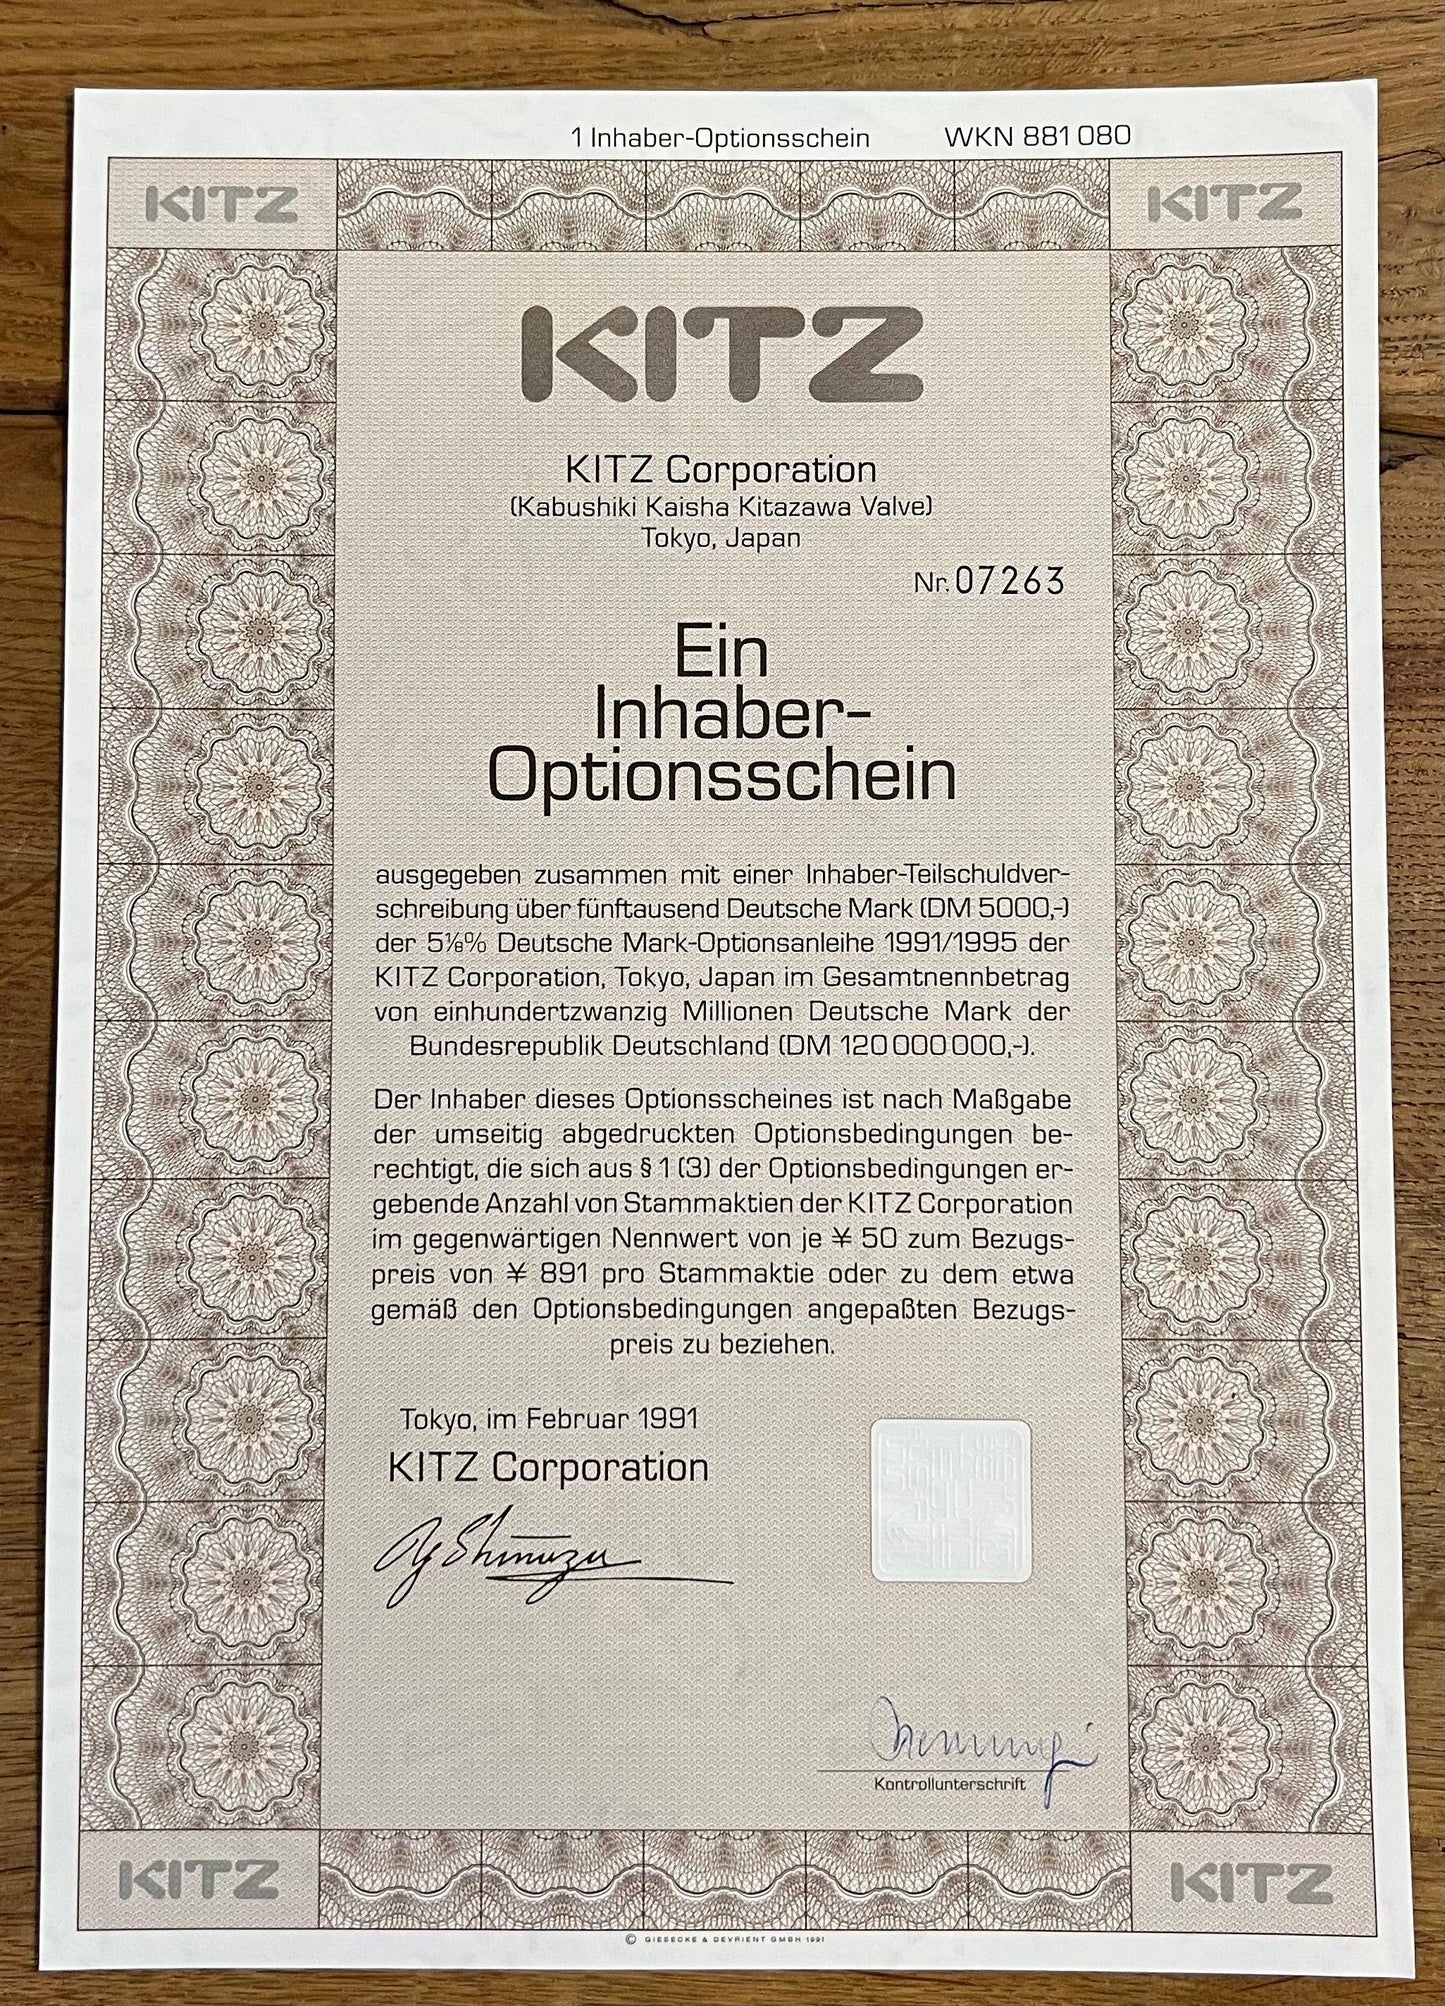 1 Inhaber-Optionsschein WKN 881 080
KITZ KITZ
KITZ
KITZ Corporation
(Kabushiki Kaisha Kitazawa Valve)
Tokyo, Japan
Nr. 07263
Ein
Inhaber-
Optionsschein
ausgegeben zusammen mit einer Inhaber-Teilschuldver-
schreibung über fünftausend Deutsche Mark (DM 5000,-)
der 5⅛% Deutsche Mark-Optionsanleihe 1991/1995 der
KITZ Corporation, Tokyo, Japan im Gesamtnennbetrag
von einhundertzwanzig Millionen Deutsche Mark der
Bundesrepublik Deutschland (DM 120 000 000,-).
Der Inhaber dieses Optionsscheines ist nach Maßgabe
der umseitig abgedruckten Optionsbedingungen be-
rechtigt, die sich aus § 1 (3) der Optionsbedingungen er-
gebende Anzahl von Stammaktien der KITZ Corporation
im gegenwärtigen Nennwert von je ¥ 50 zum Bezugs-
preis von ¥ 891 pro Stammaktie oder zu dem etwa
gemäß den Optionsbedingungen angepaßten Bezugs-
preis zu beziehen.
Tokyo, im Februar 1991
KITZ Corporation
Kontrollunterschrift
KITZ KITZ
© GIESECKE & DEVRIENT GMBH 1991